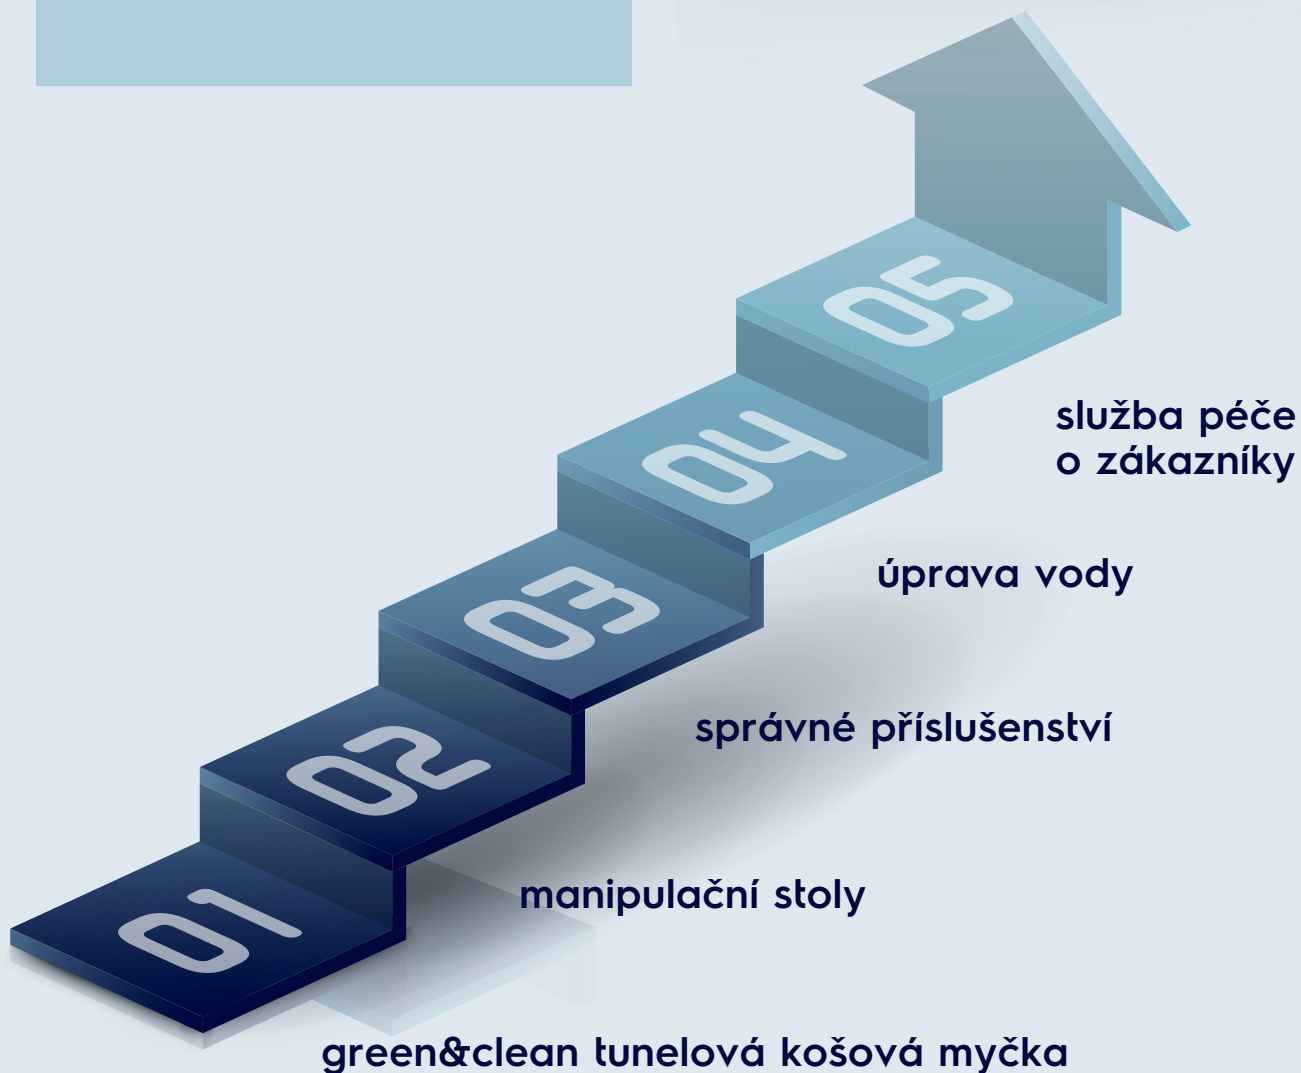 05
služba péče
o zákazníky
04
úprava vody
03
správné příslušenství
02
manipulační stoly
01
green&clean tunelová košová myčka